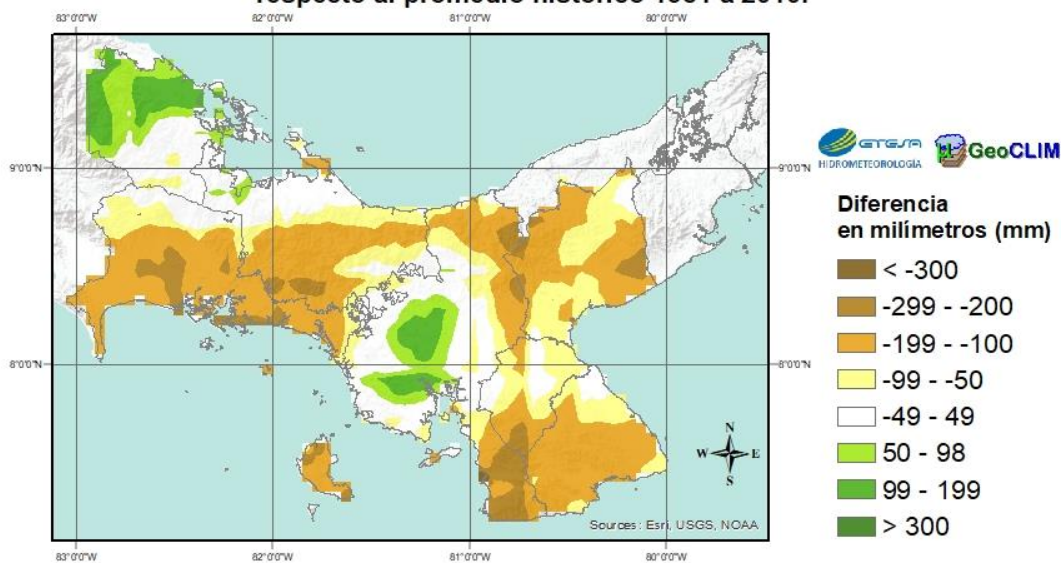 respecto al promedio histórico 1981 a 2010.
83°0'0"W 82°0'0"W 81°0'0"W 80°0'0"W
9°0'0"N 9°0'0"N
8°0'0"N 8°0'0"N
N
W E
S
Sources: Esri, USGS, NOAA
83°0'0"W 82°0'0"W 81°0'0"W 80°0'0"W
ETESA
HIDROMETEOROLOGÍA
GeoCLIM
Diferencia
en milímetros (mm)
< -300
-299 - -200
-199 - -100
-99 - -50
-49 - 49
50 - 98
99 - 199
> 300